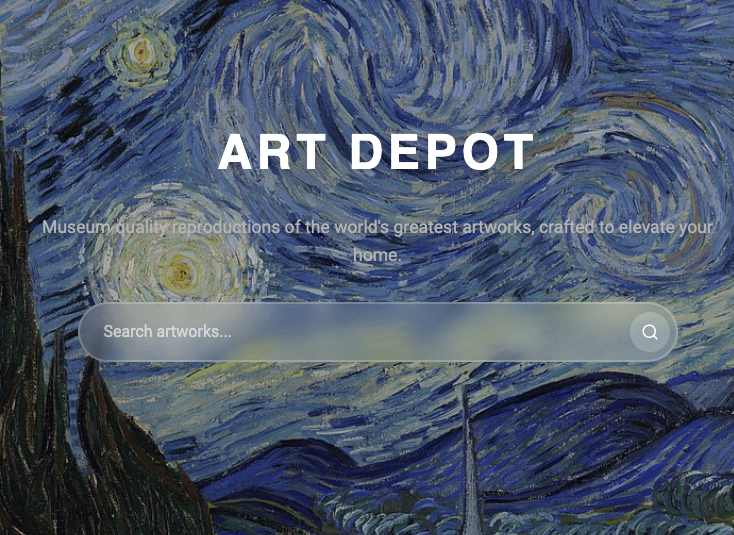 ART DEPOT
Museum-quality reproductions of the world's greatest artworks, crafted to elevate your
home.
Search artworks...